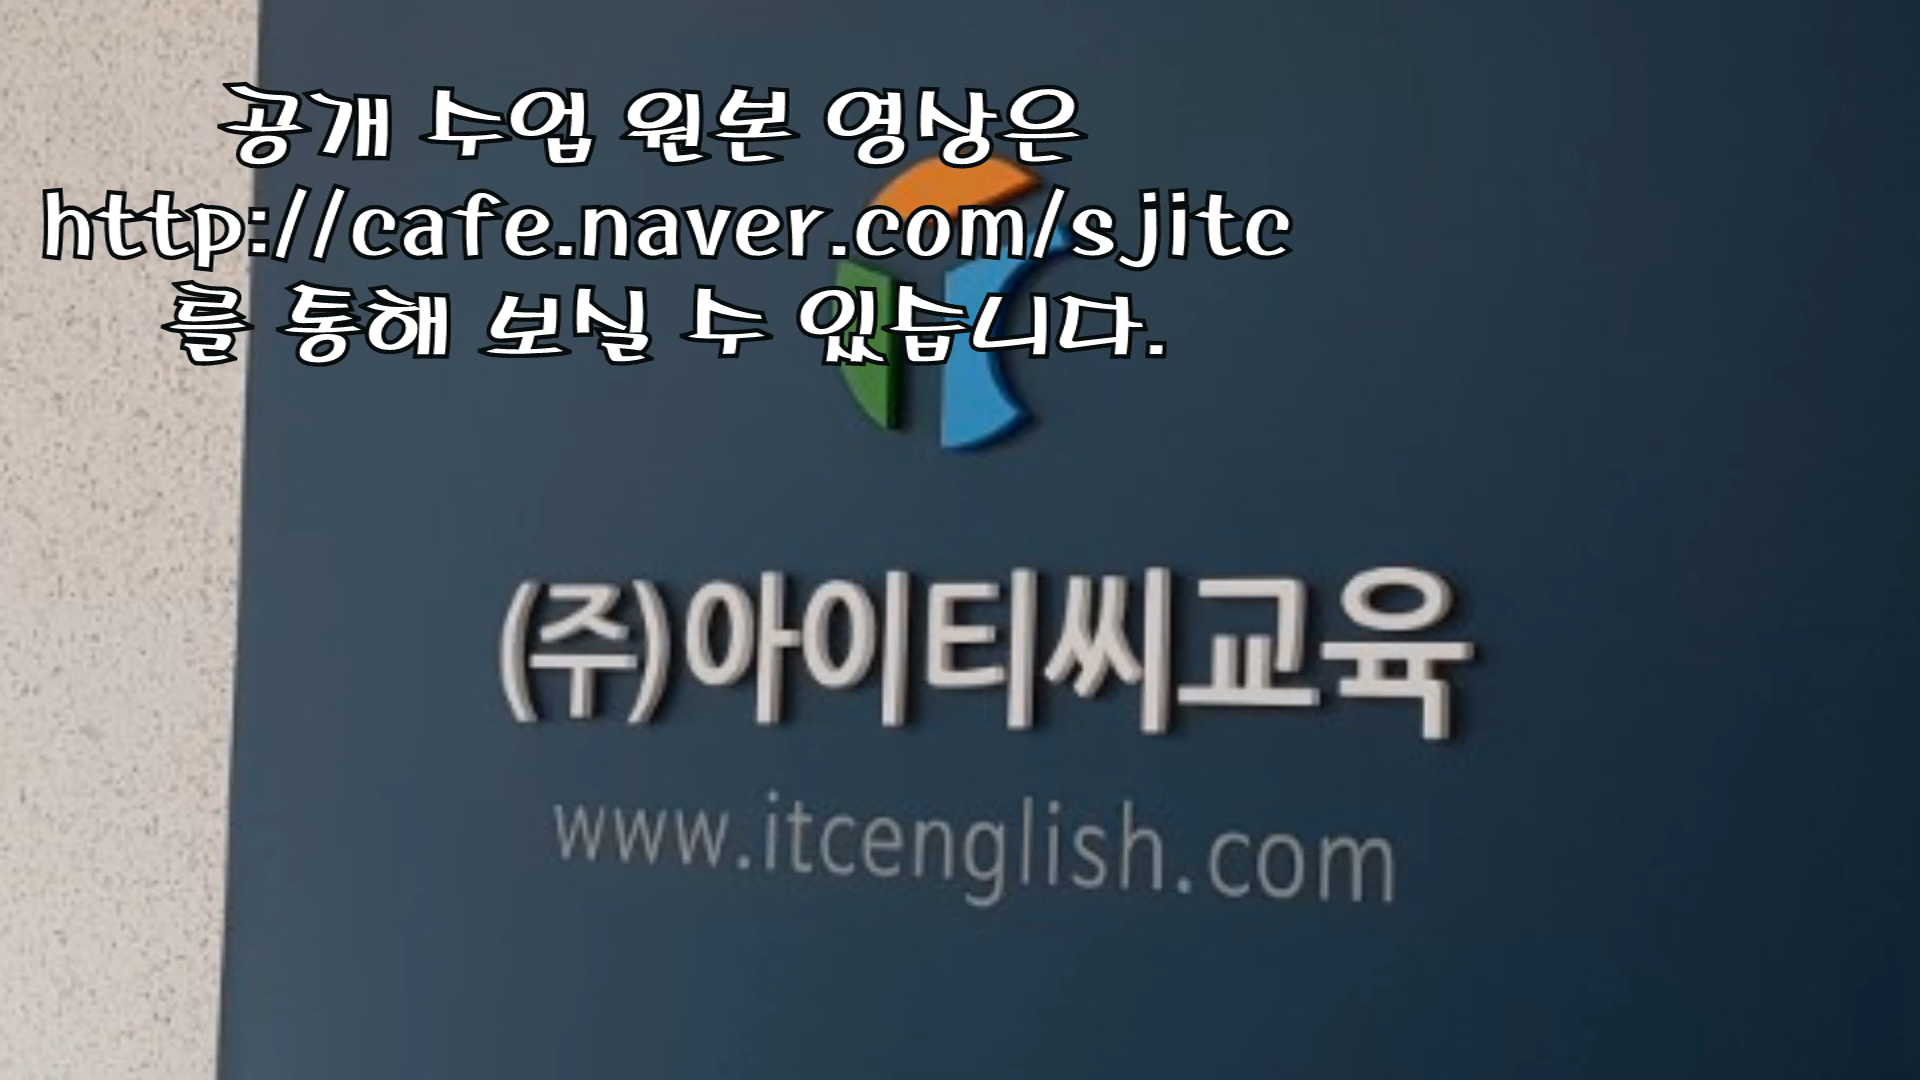 공개 수업 원본 영상은
http://cafe.naver.com/sjitc
를 통해 보실 수 있습니다.
(주)아이티씨교육
www.itcenglish.com